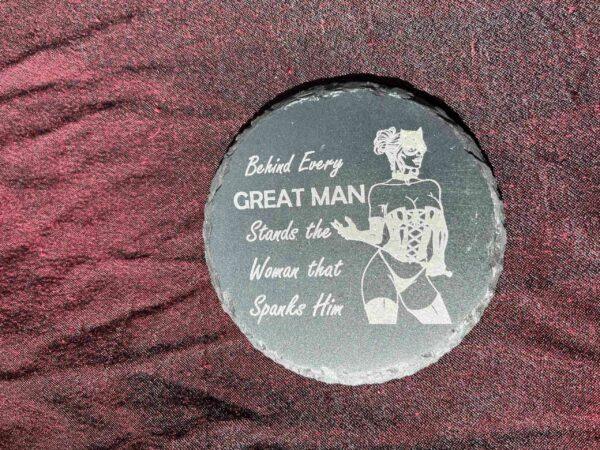 Behind Every
GREAT MAN
Stands the
Woman that
Spanks Him